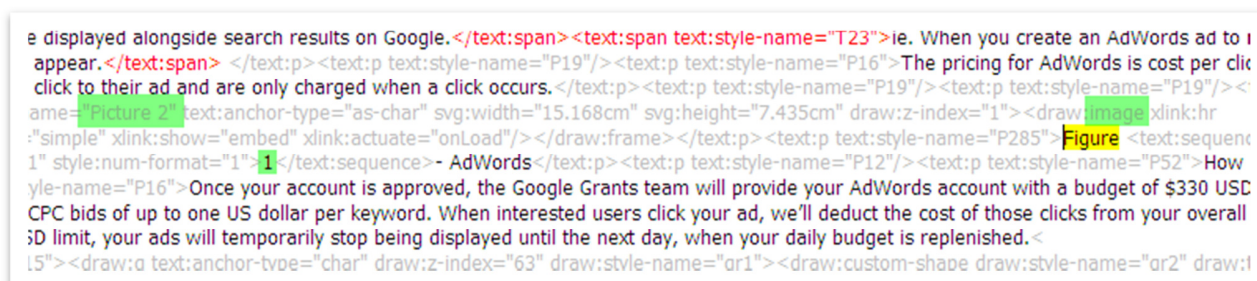 e displayed alongside search results on Google.</text:span><text:span text:style-name="T23">ie. When you create an AdWords ad to
appear.</text:span> </text:p><text:p text:style-name="P19"/><text:p text:style-name="P16">The pricing for AdWords is cost per clic
click to their ad and are only charged when a click occurs.</text:p><text:p text:style-name="P19"/><text:p text:style-name="P19"/><
ame="Picture 2" text:anchor-type="as-char" svg:width="15.168cm" svg:height="7.435cm" draw:z-index="1"><draw:image xlink:hr
"simple" xlink:show="embed" xlink:actuate="onLoad"/></draw:frame></text:p><text:p text:style-name="P285">Figure <text:sequenc
1" style:num-format="1">1</text:sequence>- AdWords</text:p><text:p text:style-name="P12"/><text:p text:style-name="P52">How
yle-name="P16">Once your account is approved, the Google Grants team will provide your AdWords account with a budget of $330 USD
CPC bids of up to one US dollar per keyword. When interested users click your ad, we'll deduct the cost of those clicks from your overall
SD limit, your ads will temporarily stop being displayed until the next day, when your daily budget is replenished.<
15"><draw:g text:anchor-type="char" draw:z-index="63" draw:style-name="gr1"><draw:custom-shape draw:style-name="gr2" draw:t